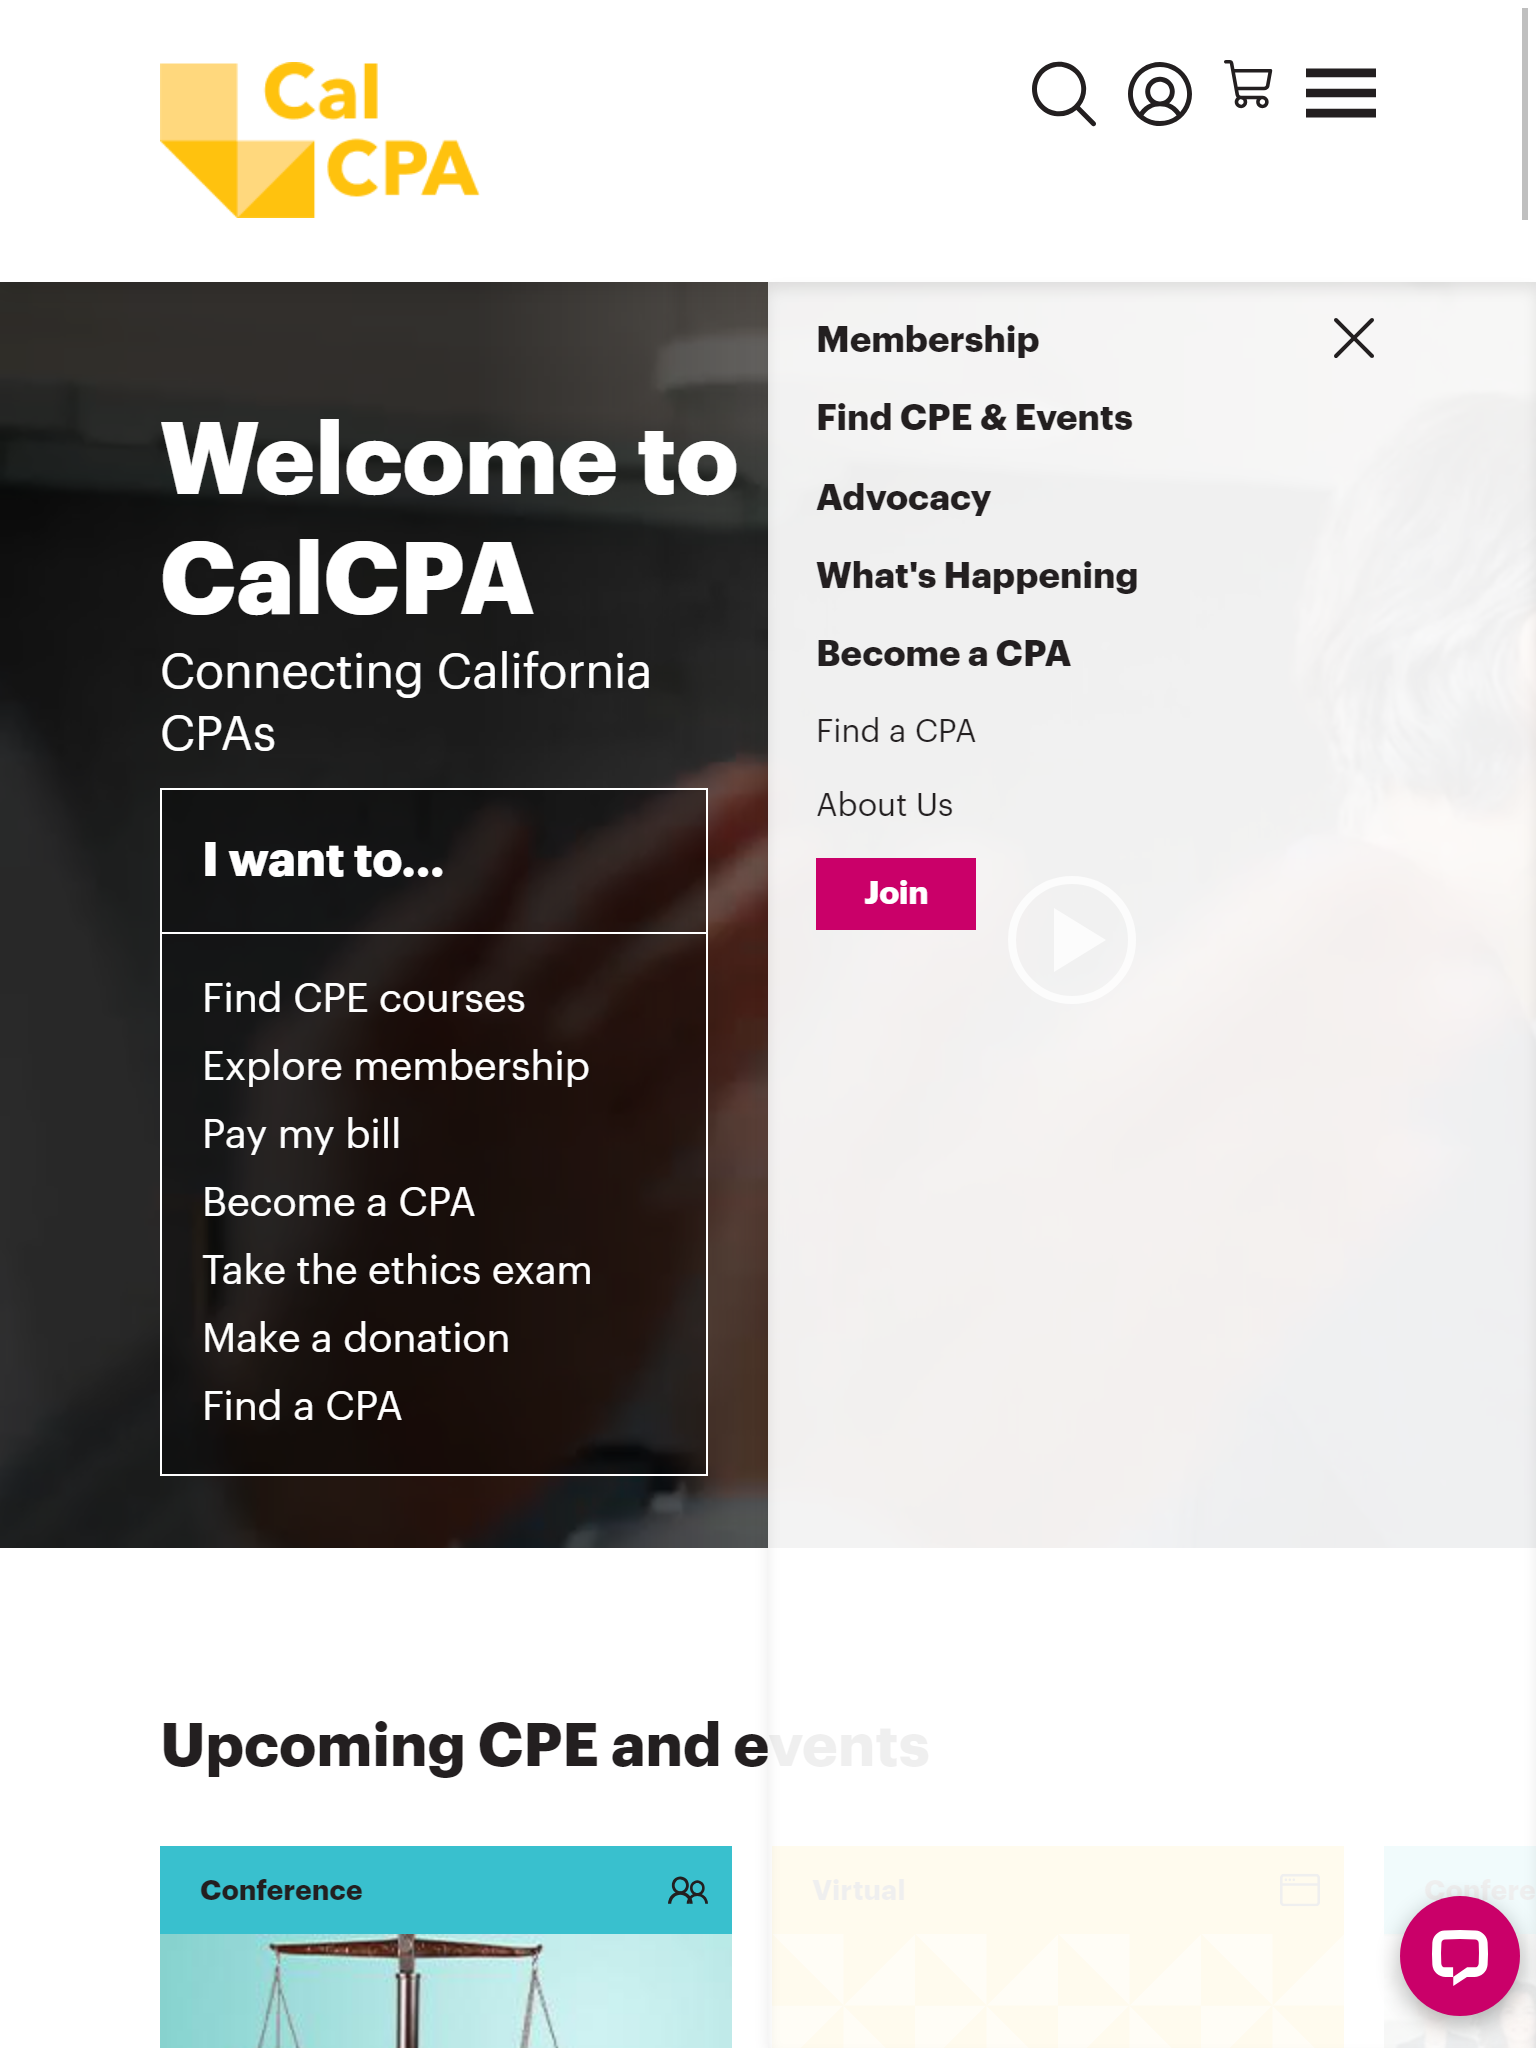 Cal
CPA
Welcome to
CalCPA
Connecting California
CPAs
I want to...
Find CPE courses
Explore membership
Pay my bill
Become a CPA
Take the ethics exam
Make a donation
Find a CPA
Membership
Find CPE & Events
Advocacy
What's Happening
Become a CPA
Find a CPA
About Us
Join
Upcoming CPE and events
Conference
Virtual
Confere